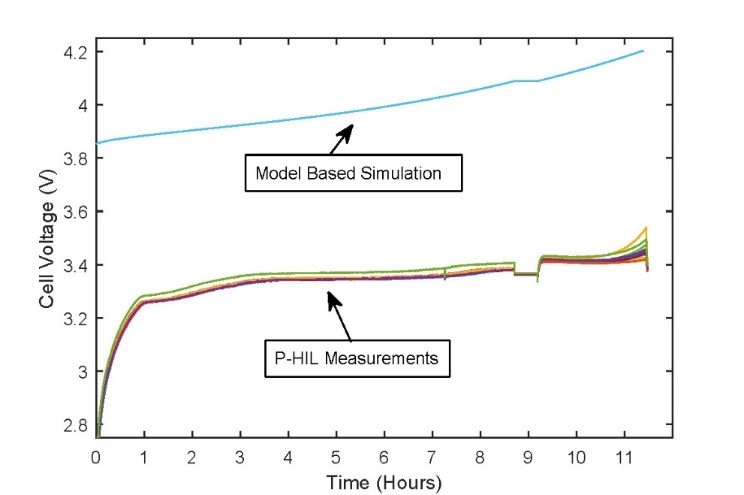 4.2
4
3.8
3.6
3.4
3.2
3
2.8
Cell Voltage (V)
Model Based Simulation
P-HIL Measurements
0 1 2 3 4 5 6 7 8 9 10 11
Time (Hours)